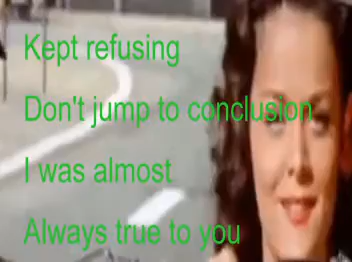 Kept refusing
Don't jump to conclusion
I was almost
Always true to you